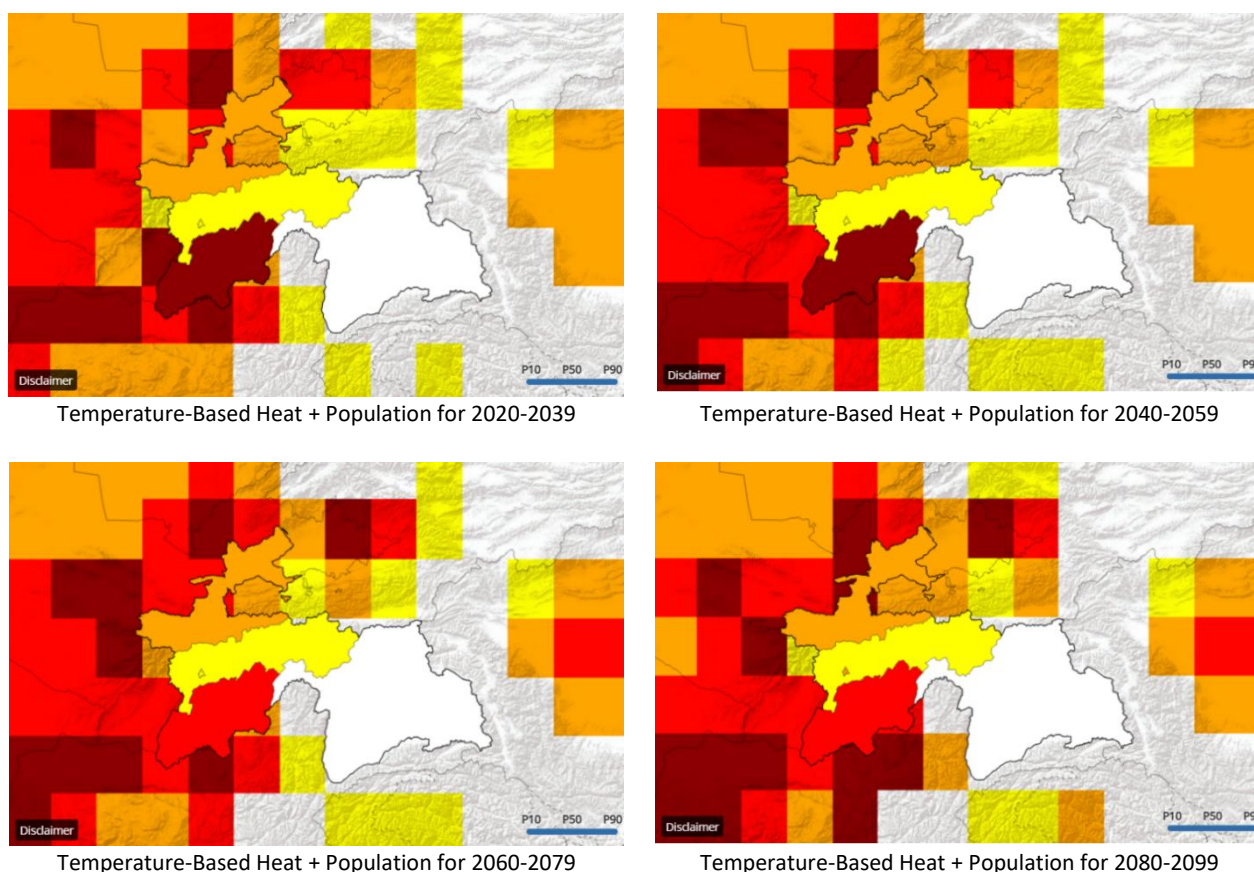 P10 P50 P90
Disclaimer
Temperature-Based Heat + Population for 2020-2039
P10 P50 P9
Disclaimer
Temperature-Based Heat + Population for 2040-2059
P10 P50 P90
Disclaimer
Temperature-Based Heat + Population for 2060-2079
P10 P50 P9
Disclaimer
Temperature-Based Heat + Population for 2080-2099